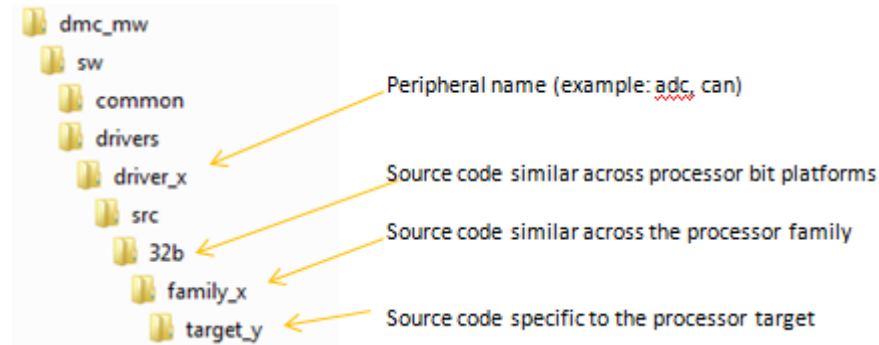 dmc_mw
sw
common
Peripheral name (example: adc, can)
drivers
driver_x
Source code similar across processor bit platforms
src
Source code similar across the processor family
32b
family_x
target_y
Source code specific to the processor target